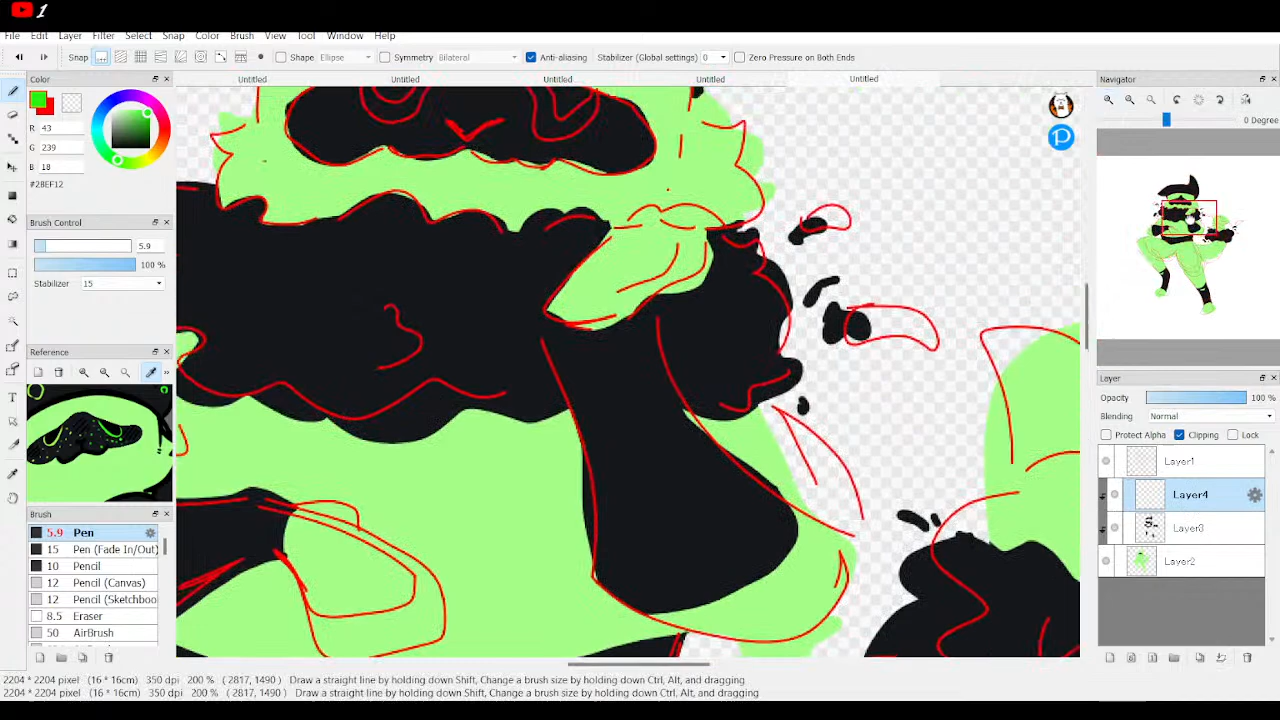 1
File Edit Layer Filter Select Snap Color Brush View Tool Window Help
Snap Shape Ellipse Symmetry Bilateral Anti-aliasing Stabilizer (Global settings) 0 Zero Pressure on Both Ends
Color
Untitled Untitled Untitled Untitled Untitled
Navigator
R 43
G 239
B 18
#2BEF12
0 Degree
Brush Control
5.9
100 %
Stabilizer 15
Reference
Brush
5.9 Pen
15 Pen (Fade In/Out)
10 Pencil
12 Pencil (Canvas)
12 Pencil (Sketchboo
8.5 Eraser
50 AirBrush
Layer
Opacity 100 %
Blending Normal
Protect Alpha Clipping Lock
Layer1
Layer4
Layer3
Layer2
2204 * 2204 pixel (16 * 16cm) 350 dpi 200 % ( 2817, 1490) Draw a straight line by holding down Shift, Change a brush size by holding down Ctrl, Alt, and dragging
2204 * 2204 pixel (16 * 16cm) 350 dpi 200 % ( 2817, 1490) Draw a straight line by holding down Shift, Change a brush size by holding down Ctrl, Alt, and dragging